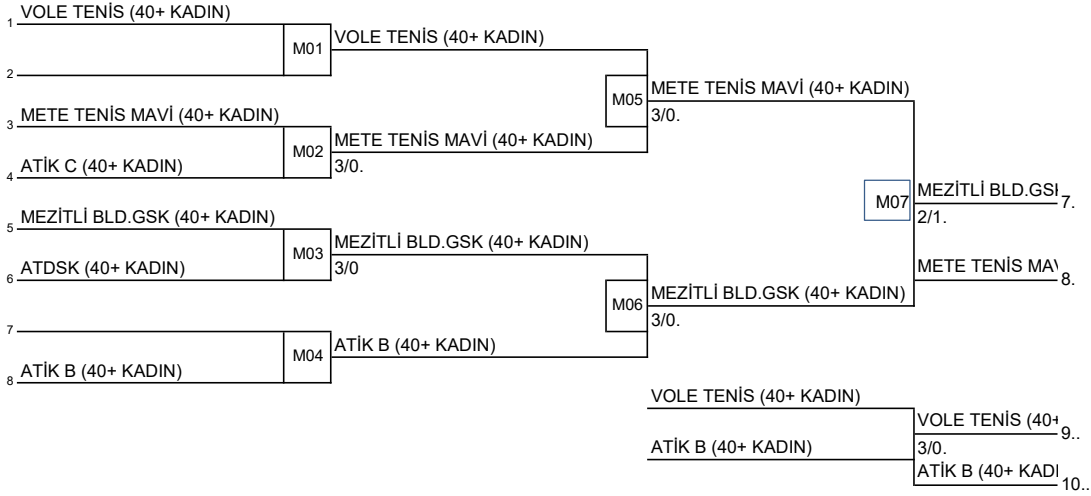 1 VOLE TENİS (40+ KADIN)
M01
VOLE TENİS (40+ KADIN)
2
M05
METE TENİS MAVİ (40+ KADIN)
3/0.
3 METE TENİS MAVİ (40+ KADIN)
M02
METE TENİS MAVİ (40+ KADIN)
3/0.
4 ATİK C (40+ KADIN)
M07
MEZİTLİ BLD.GSK 7.
2/1.
5 MEZİTLİ BLD.GSK (40+ KADIN)
M03
MEZİTLİ BLD.GSK (40+ KADIN)
3/0
6 ATDSK (40+ KADIN)
METE TENİS MAV 8.
M06
MEZİTLİ BLD.GSK (40+ KADIN)
3/0.
7
M04
ATİK B (40+ KADIN)
8 ATİK B (40+ KADIN)
VOLE TENİS (40+ KADIN)
VOLE TENİS (40+ 9..
3/0.
ATİK B (40+ KADIN)
ATİK B (40+ KADI 10..